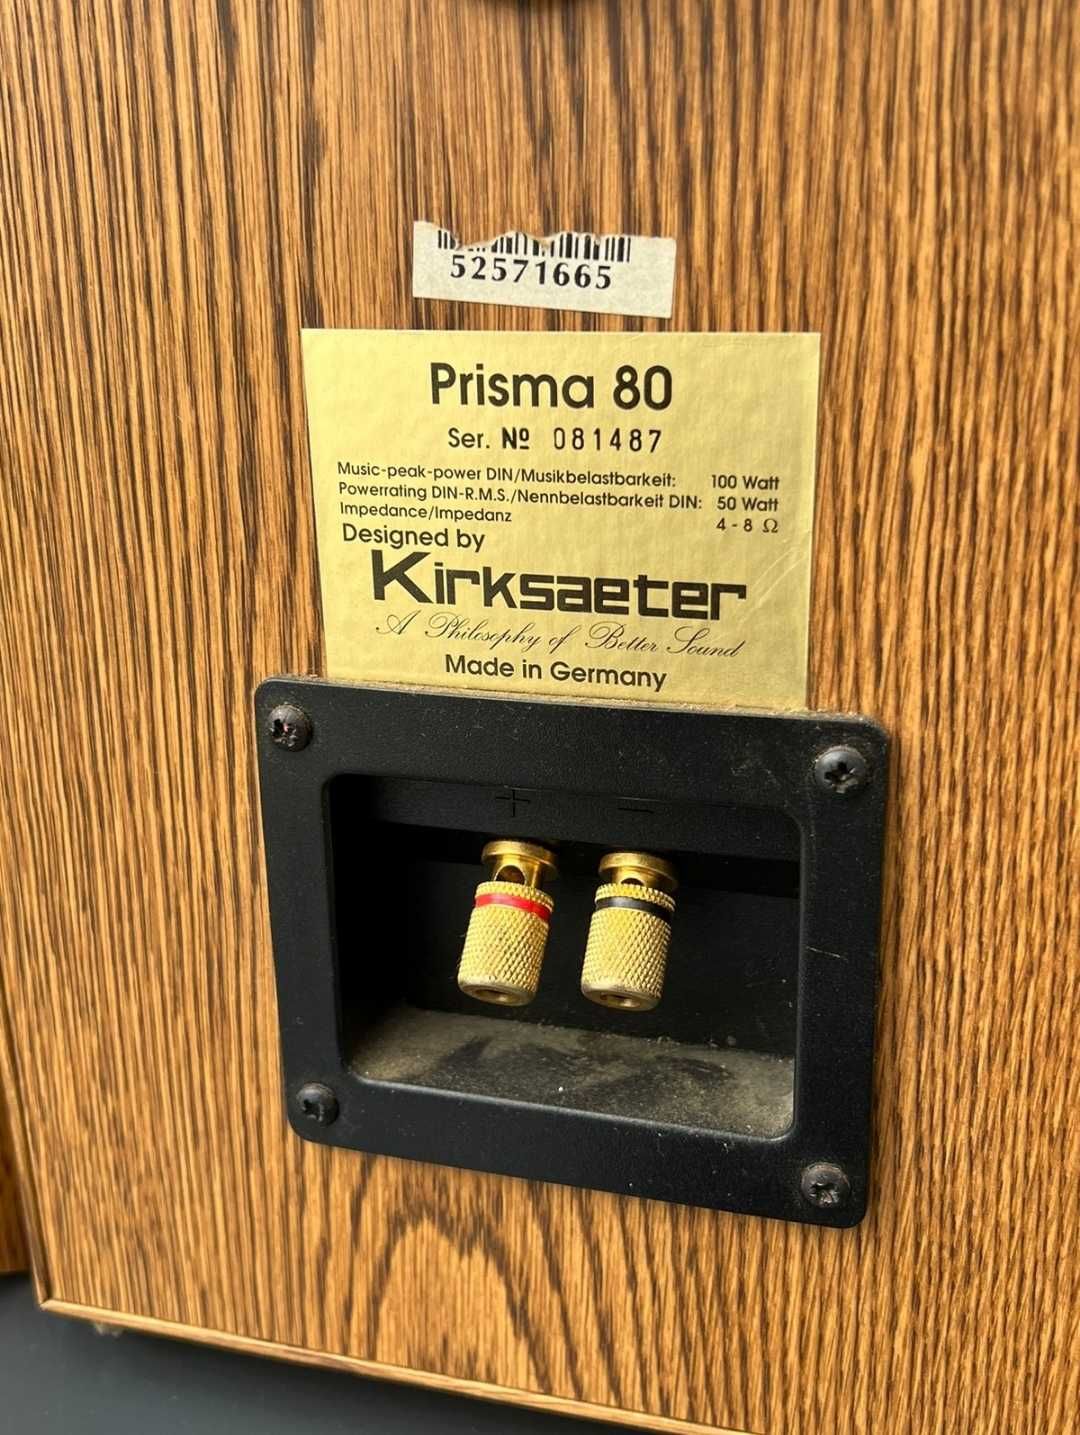 52571665
Prisma 80
Ser. Nº 081487
Music-peak-power DIN/Musikbelastbarkeit: 100 Watt
Powerrating DIN-R.M.S./Nennbelastbarkeit DIN: 50 Watt
Impedance/Impedanz 4 - 8 Ω
Designed by
Kirksaeter
A Philosophy of Better Sound
Made in Germany
+ −